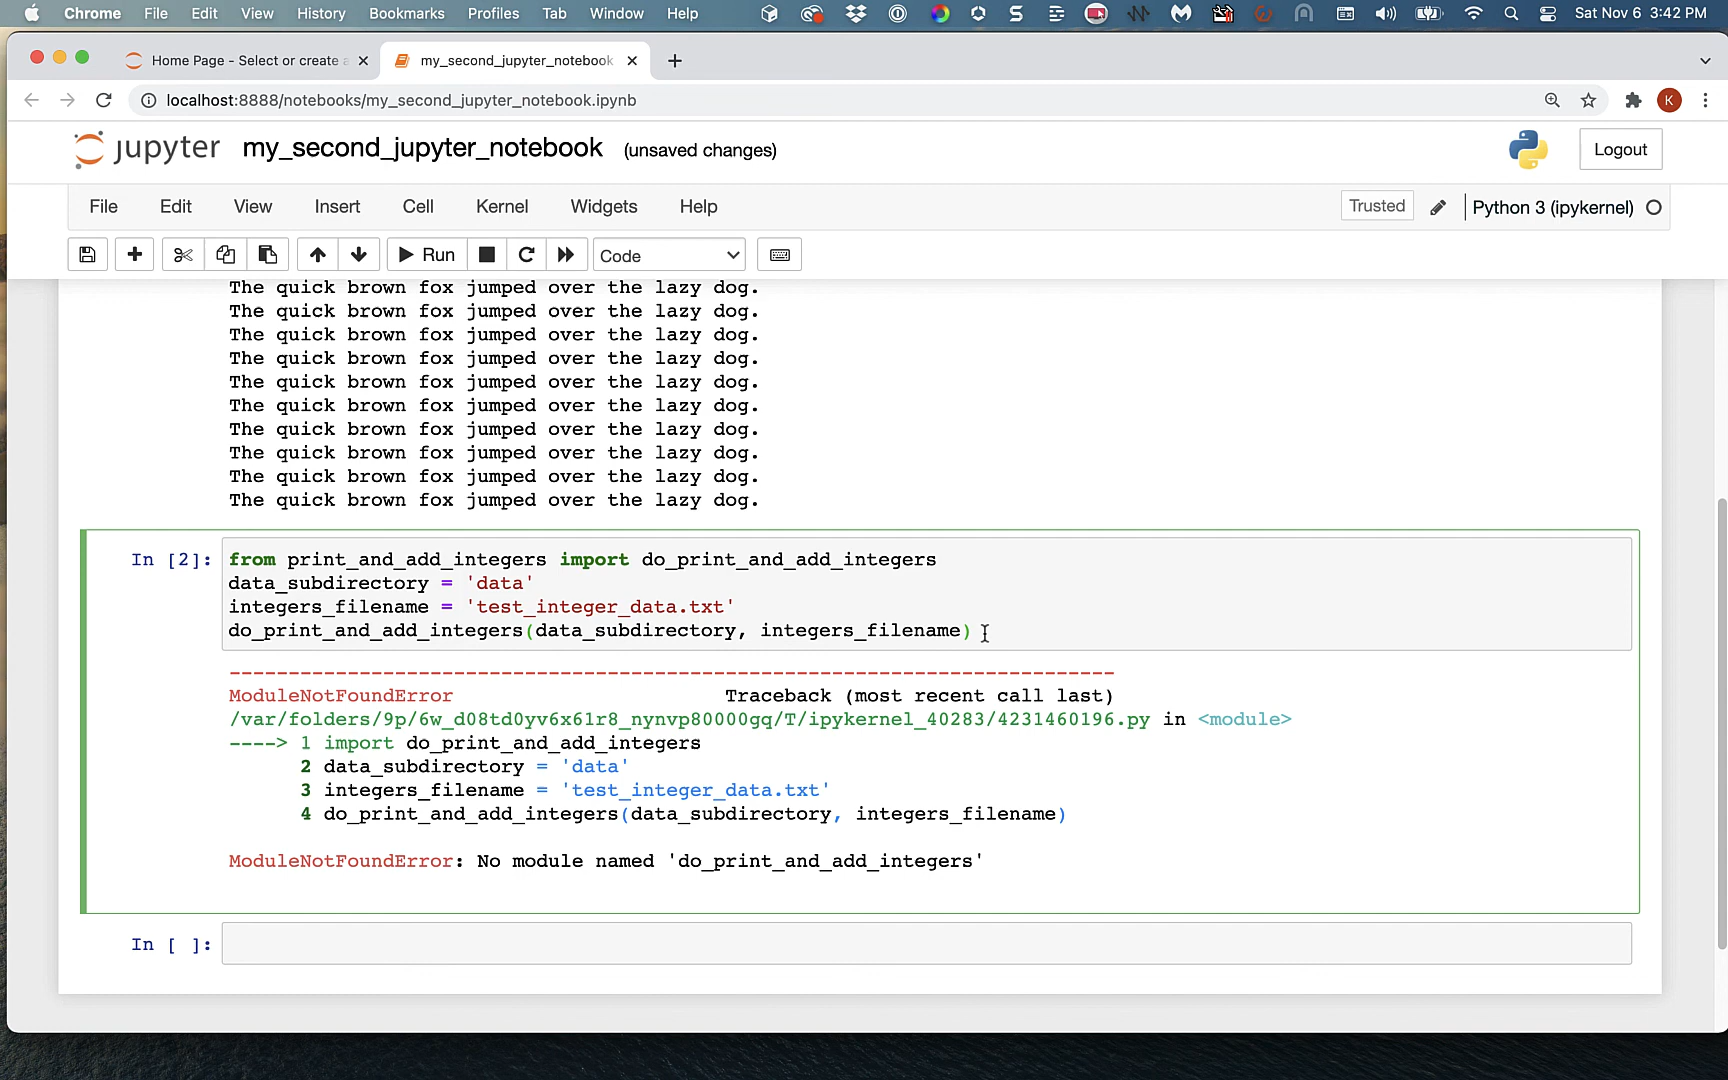 Chrome File Edit View History Bookmarks Profiles Tab Window Help Sat Nov 6 3:42 PM
Home Page - Select or create a my_second_jupyter_notebook
localhost:8888/notebooks/my_second_jupyter_notebook.ipynb K
jupyter my_second_jupyter_notebook (unsaved changes) Logout
File Edit View Insert Cell Kernel Widgets Help Trusted Python 3 (ipykernel)
Run Code
The quick brown fox jumped over the lazy dog.
The quick brown fox jumped over the lazy dog.
The quick brown fox jumped over the lazy dog.
The quick brown fox jumped over the lazy dog.
The quick brown fox jumped over the lazy dog.
The quick brown fox jumped over the lazy dog.
The quick brown fox jumped over the lazy dog.
The quick brown fox jumped over the lazy dog.
The quick brown fox jumped over the lazy dog.
The quick brown fox jumped over the lazy dog.
In [2]: from print_and_add_integers import do_print_and_add_integers
data_subdirectory = 'data'
integers_filename = 'test_integer_data.txt'
do_print_and_add_integers(data_subdirectory, integers_filename)
---------------------------------------------------------------------------
ModuleNotFoundError Traceback (most recent call last)
/var/folders/9p/6w_d08td0yv6x61r8_nynvp80000gq/T/ipykernel_40283/4231460196.py in <module>
----> 1 import do_print_and_add_integers
2 data_subdirectory = 'data'
3 integers_filename = 'test_integer_data.txt'
4 do_print_and_add_integers(data_subdirectory, integers_filename)
ModuleNotFoundError: No module named 'do_print_and_add_integers'
In [ ]: